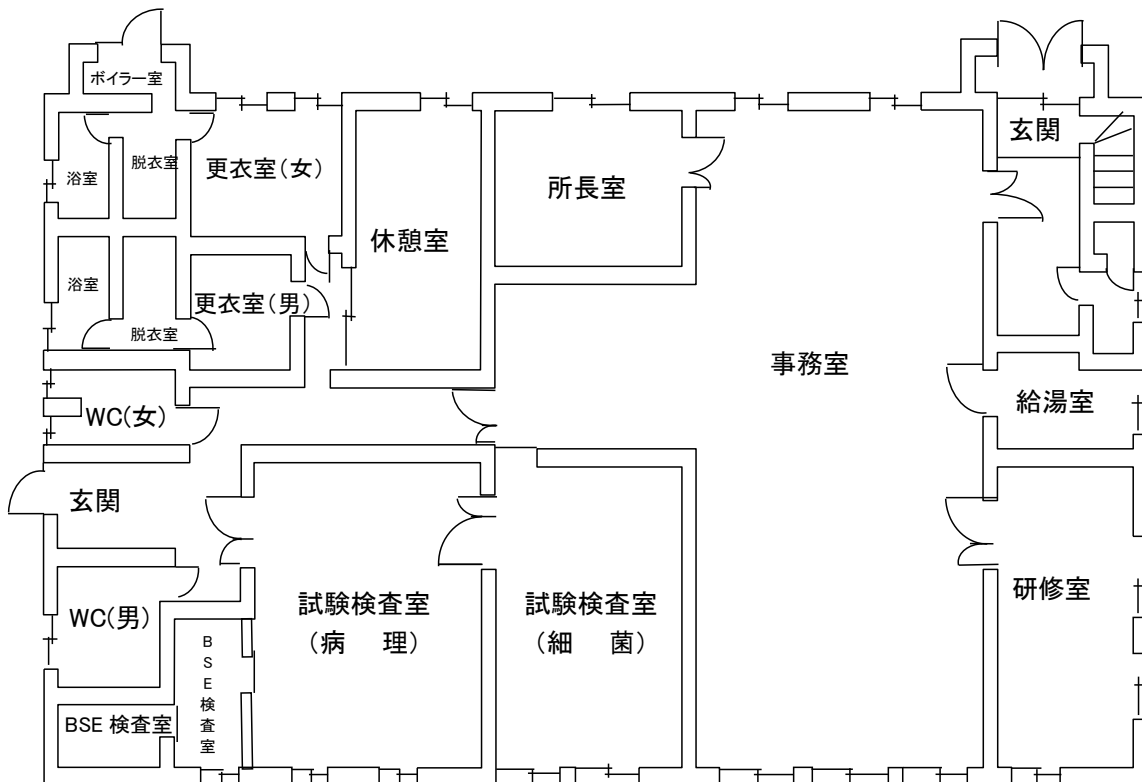 ボイラー室
玄関
脱衣室
更衣室(女)
浴室
所長室
休憩室
浴室
更衣室(男)
脱衣室
事務室
給湯室
WC(女)
玄関
研修室
試験検査室
(病　理)
試験検査室
(細　菌)
WC(男)
BSE検査室
BSE 検査室